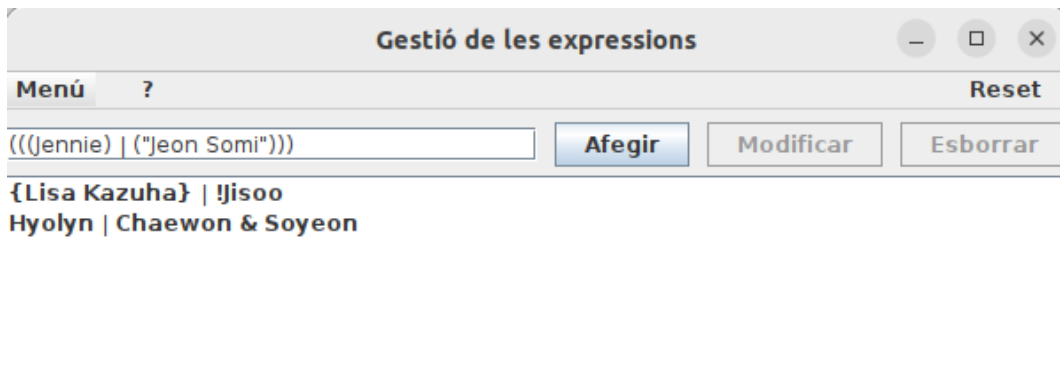 Gestió de les expressions
Menú ? Reset
(((Jennie) | ("Jeon Somi"))) Afegir Modificar Esborrar
{Lisa Kazuha} | !Jisoo
Hyolyn | Chaewon & Soyeon